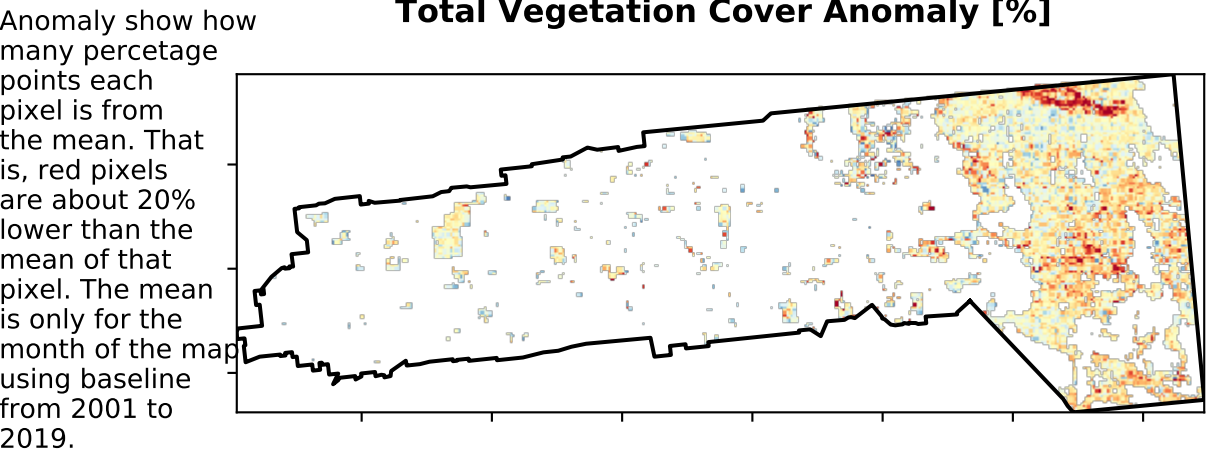 Total Vegetation Cover Anomaly [%]
Anomaly show how
many percetage
points each
pixel is from
the mean. That
is, red pixels
are about 20%
lower than the
mean of that
pixel. The mean
is only for the
month of the map
using baseline
from 2001 to
2019.